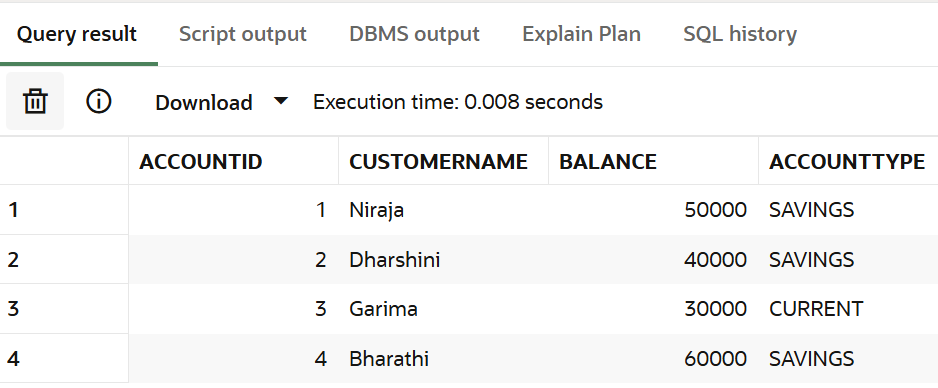 Query result Script output DBMS output Explain Plan SQL history
Download Execution time: 0.008 seconds
ACCOUNTID CUSTOMERNAME BALANCE ACCOUNTTYPE
1 1 Niraja 50000 SAVINGS
2 2 Dharshini 40000 SAVINGS
3 3 Garima 30000 CURRENT
4 4 Bharathi 60000 SAVINGS